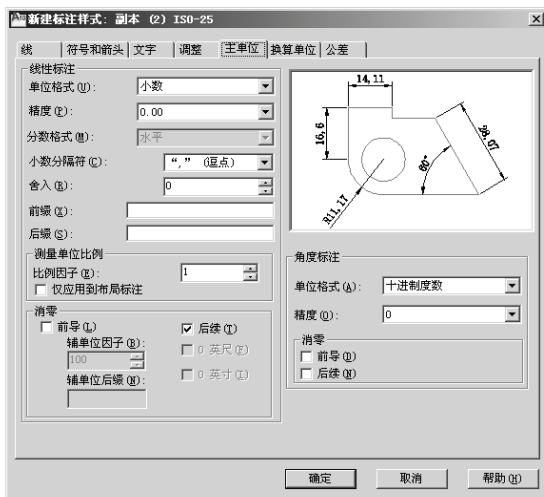 新建标注样式: 副本 (2) ISO-25
线 符号和箭头 文字 调整 主单位 换算单位 公差
线性标注
单位格式(U): 小数
精度(P): 0.00
分数格式(M): 水平
小数分隔符(C): “,” (逗点)
舍入(R): 0
前缀(X):
后缀(S):
测量单位比例
比例因子(E): 1
仅应用到布局标注
消零
前导(L)
后续(T)
辅单位因子(B):
100
0 英尺(F)
辅单位后缀(N):
0 英寸(I)
14,11
16,6
28,07
60°
R11,17
角度标注
单位格式(A): 十进制度数
精度(O): 0
消零
前导(D)
后续(N)
确定 取消 帮助(H)